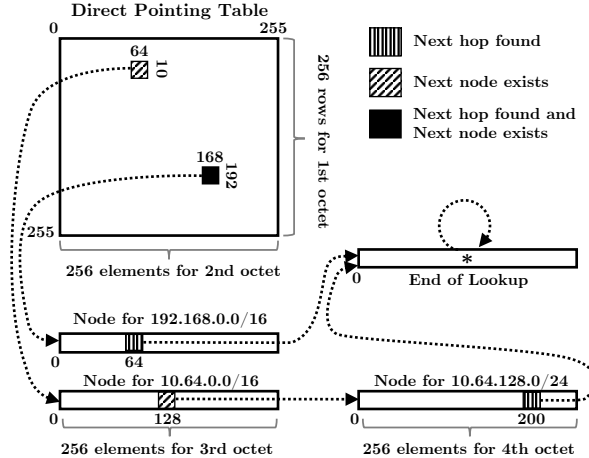 Direct Pointing Table
0
255
64
10
168
192
255
256 rows for 1st octet
256 elements for 2nd octet
Next hop found
Next node exists
Next hop found and
Next node exists
*
0
End of Lookup
Node for 192.168.0.0/16
0
64
Node for 10.64.0.0/16
0
128
256 elements for 3rd octet
Node for 10.64.128.0/24
0
200
256 elements for 4th octet